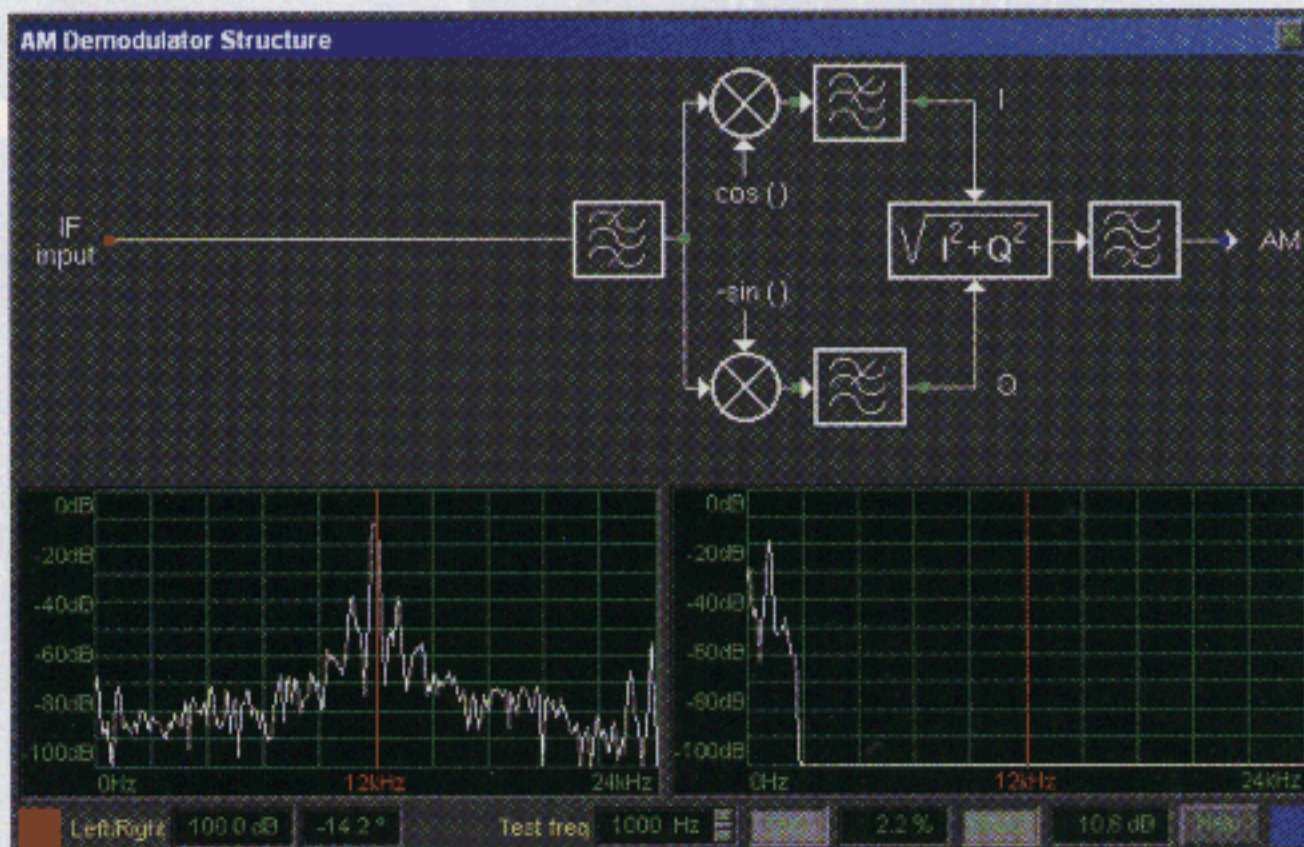 AM Demodulator Structure
I
cos ()
IF
input
√I²+Q²
AM
-sin ()
Q
0dB
-20dB
-40dB
-60dB
-80dB
-100dB
0Hz
12kHz
24kHz
0dB
-20dB
-40dB
-60dB
-80dB
-100dB
0Hz
12kHz
24kHz
Left/Right 100.0 dB -14.2 ° Test freq 1000 Hz 2.2 % 10.6 dB Help